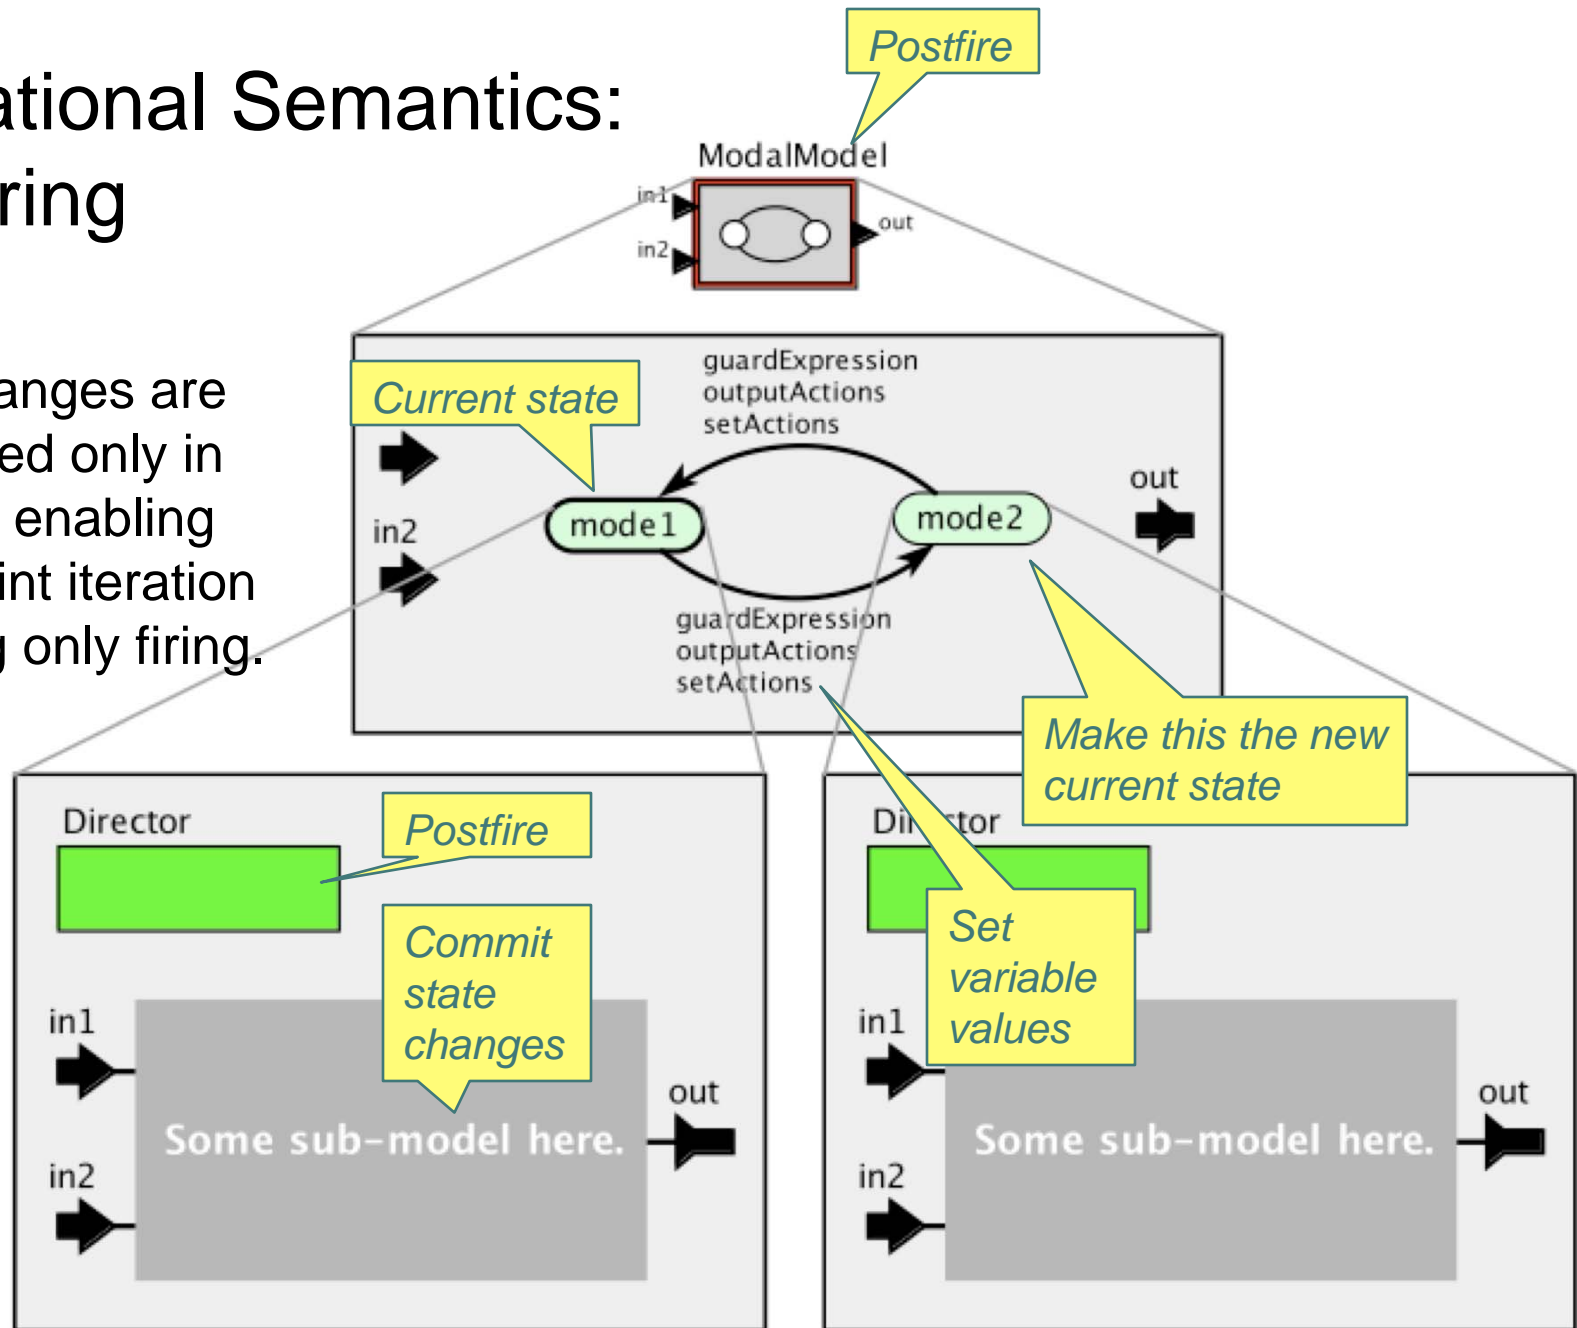 ational Semantics:
ring
anges are
ed only in
enabling
int iteration
g only firing.
Postfire
ModalModel
in1
in2
out
Current state
guardExpression
outputActions
setActions
in2
mode1
mode2
out
guardExpression
outputActions
setActions
Make this the new
current state
Director
Postfire
Commit
state
changes
in1
in2
out
Some sub-model here.
Set
variable
values
in1
in2
out
Some sub-model here.